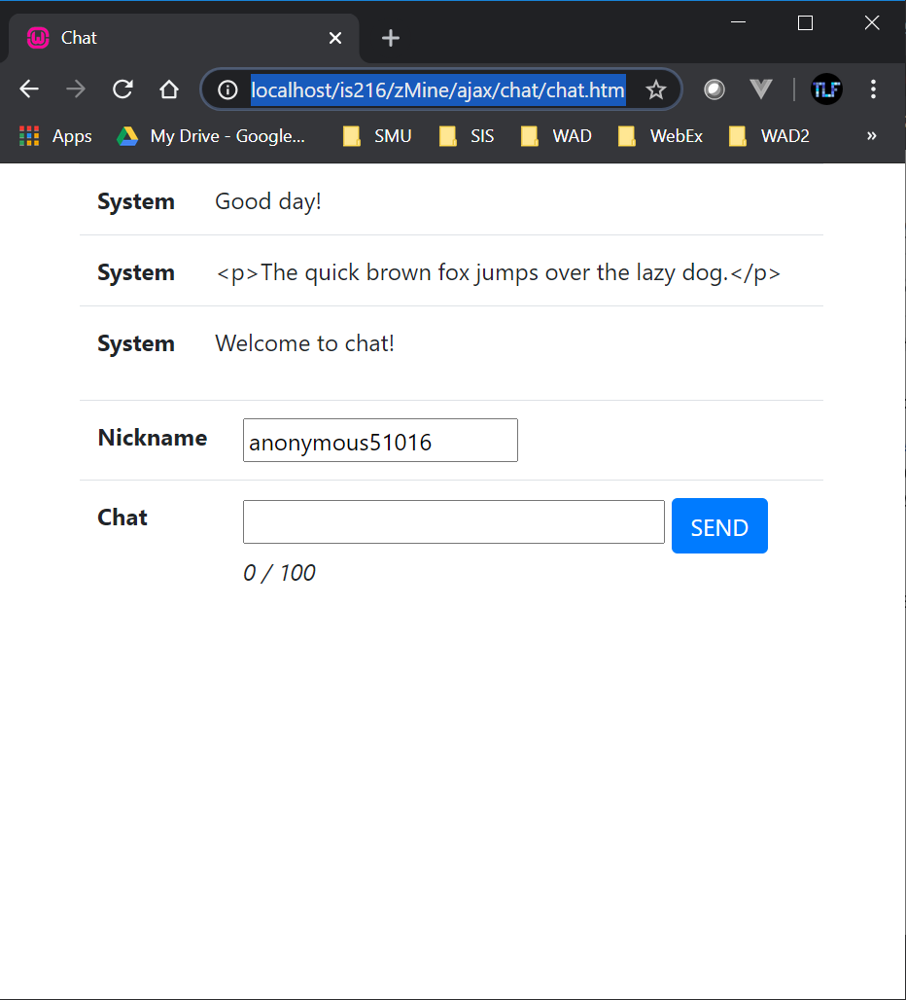 Chat
localhost/is216/zMine/ajax/chat/chat.htm
TLF
Apps My Drive - Google... SMU SIS WAD WebEx WAD2 »
System Good day!
System <p>The quick brown fox jumps over the lazy dog.</p>
System Welcome to chat!
Nickname anonymous51016
Chat SEND
0 / 100